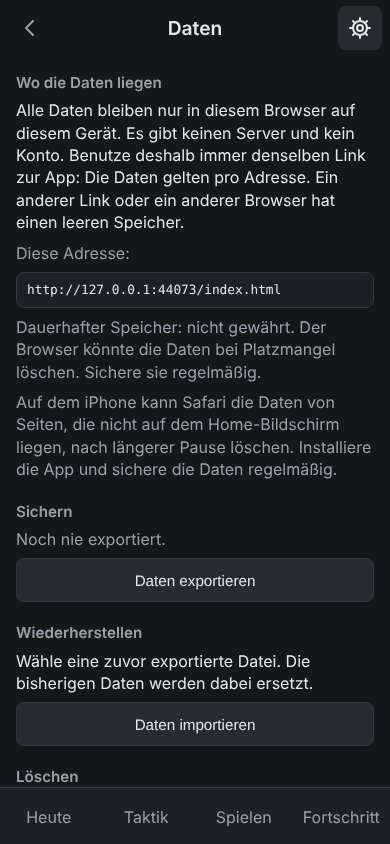 Daten
Wo die Daten liegen
Alle Daten bleiben nur in diesem Browser auf
diesem Gerät. Es gibt keinen Server und kein
Konto. Benutze deshalb immer denselben Link
zur App: Die Daten gelten pro Adresse. Ein
anderer Link oder ein anderer Browser hat
einen leeren Speicher.
Diese Adresse:
http://127.0.0.1:44073/index.html
Dauerhafter Speicher: nicht gewährt. Der
Browser könnte die Daten bei Platzmangel
löschen. Sichere sie regelmäßig.
Auf dem iPhone kann Safari die Daten von
Seiten, die nicht auf dem Home-Bildschirm
liegen, nach längerer Pause löschen. Installiere
die App und sichere die Daten regelmäßig.
Sichern
Noch nie exportiert.
Daten exportieren
Wiederherstellen
Wähle eine zuvor exportierte Datei. Die
bisherigen Daten werden dabei ersetzt.
Daten importieren
Löschen
Heute Taktik Spielen Fortschritt